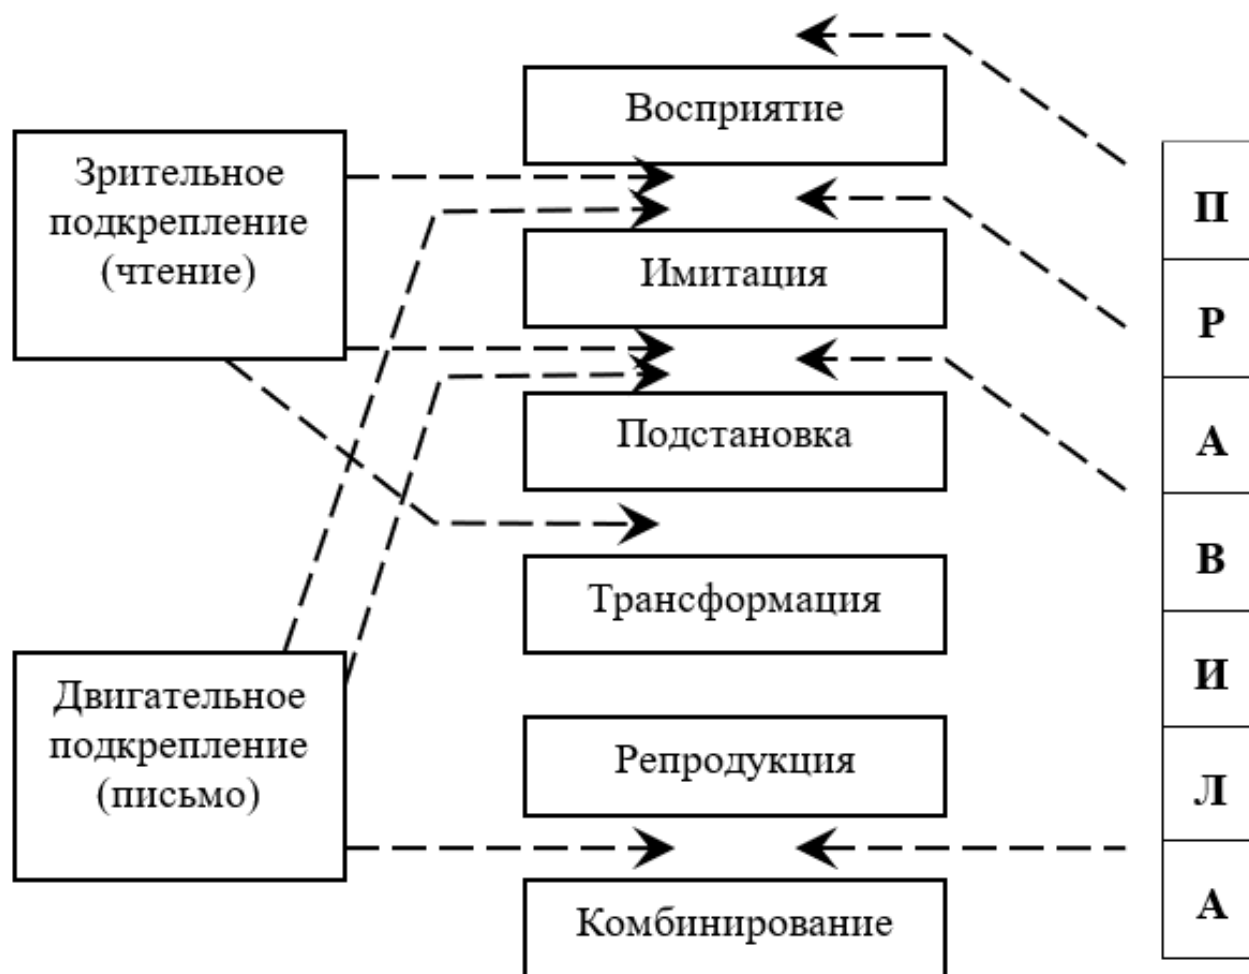 Зрительное
подкрепление
(чтение)
Двигательное
подкрепление
(письмо)
Восприятие
Имитация
Подстановка
Трансформация
Репродукция
Комбинирование
П
Р
А
В
И
Л
А